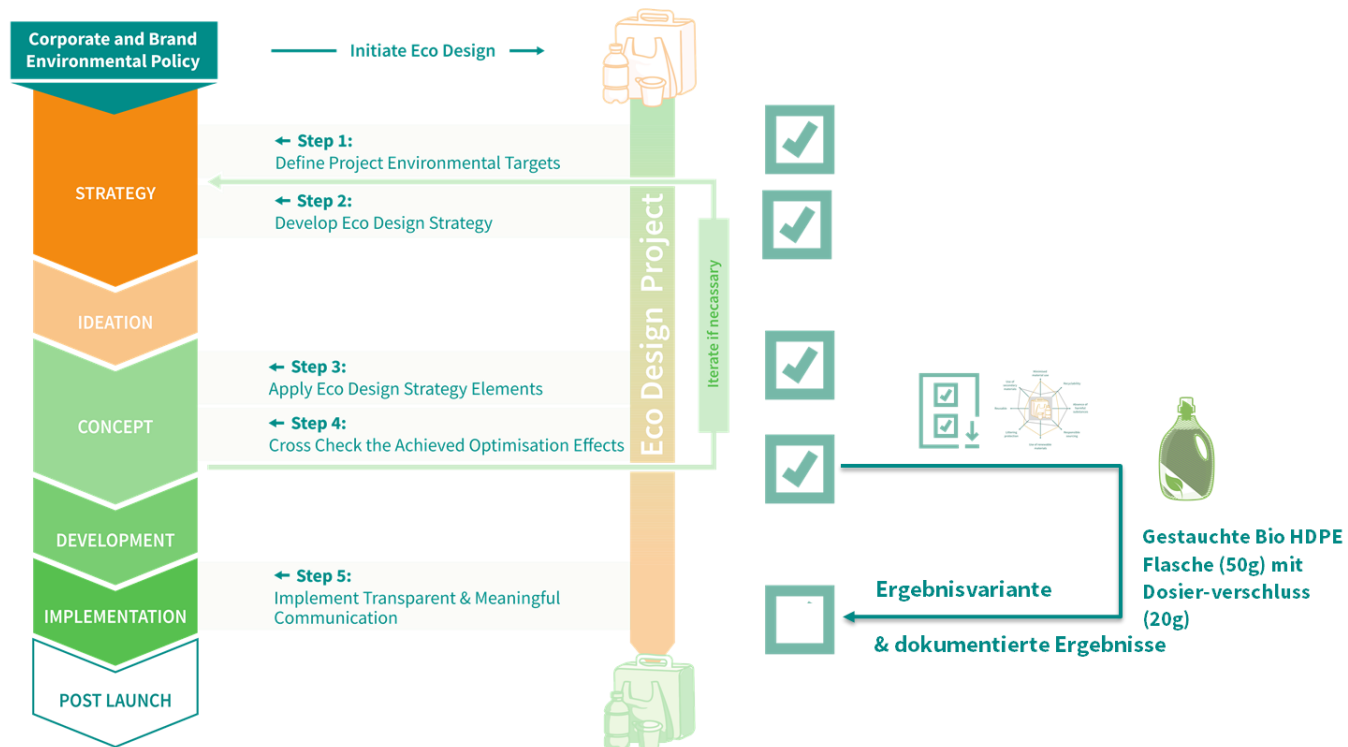 Corporate and Brand
Environmental Policy
Initiate Eco Design
STRATEGY
Step 1:
Define Project Environmental Targets
Step 2:
Develop Eco Design Strategy
IDEATION
CONCEPT
Step 3:
Apply Eco Design Strategy Elements
Step 4:
Cross Check the Achieved Optimisation Effects
DEVELOPMENT
IMPLEMENTATION
Step 5:
Implement Transparent & Meaningful
Communication
POST LAUNCH
Eco Design Project
Iterate if necassary
Gestauchte Bio HDPE
Flasche (50g) mit
Dosier-verschluss
(20g)
Ergebnisvariante
& dokumentierte Ergebnisse